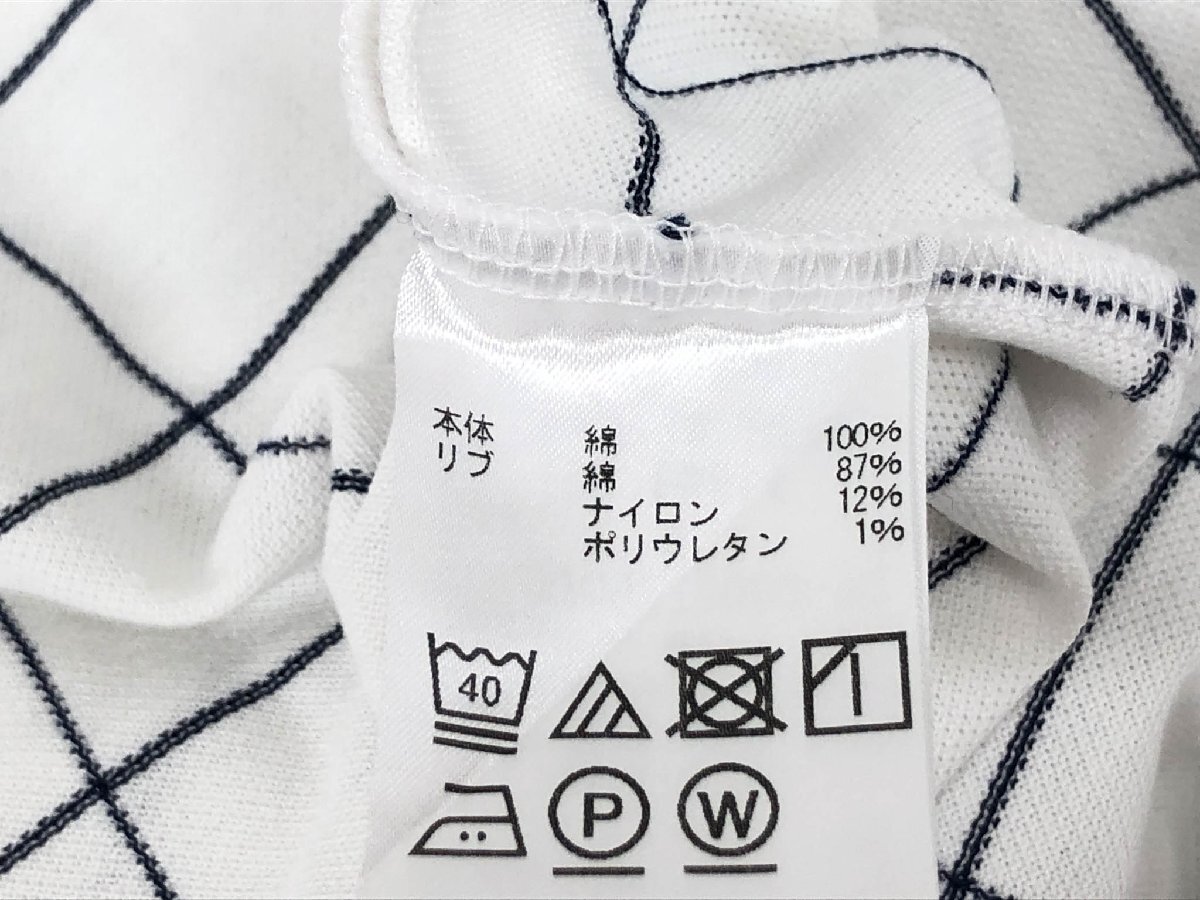 本体 綿 100%
リブ 綿 87%
ナイロン 12%
ポリウレタン 1%
40
P W